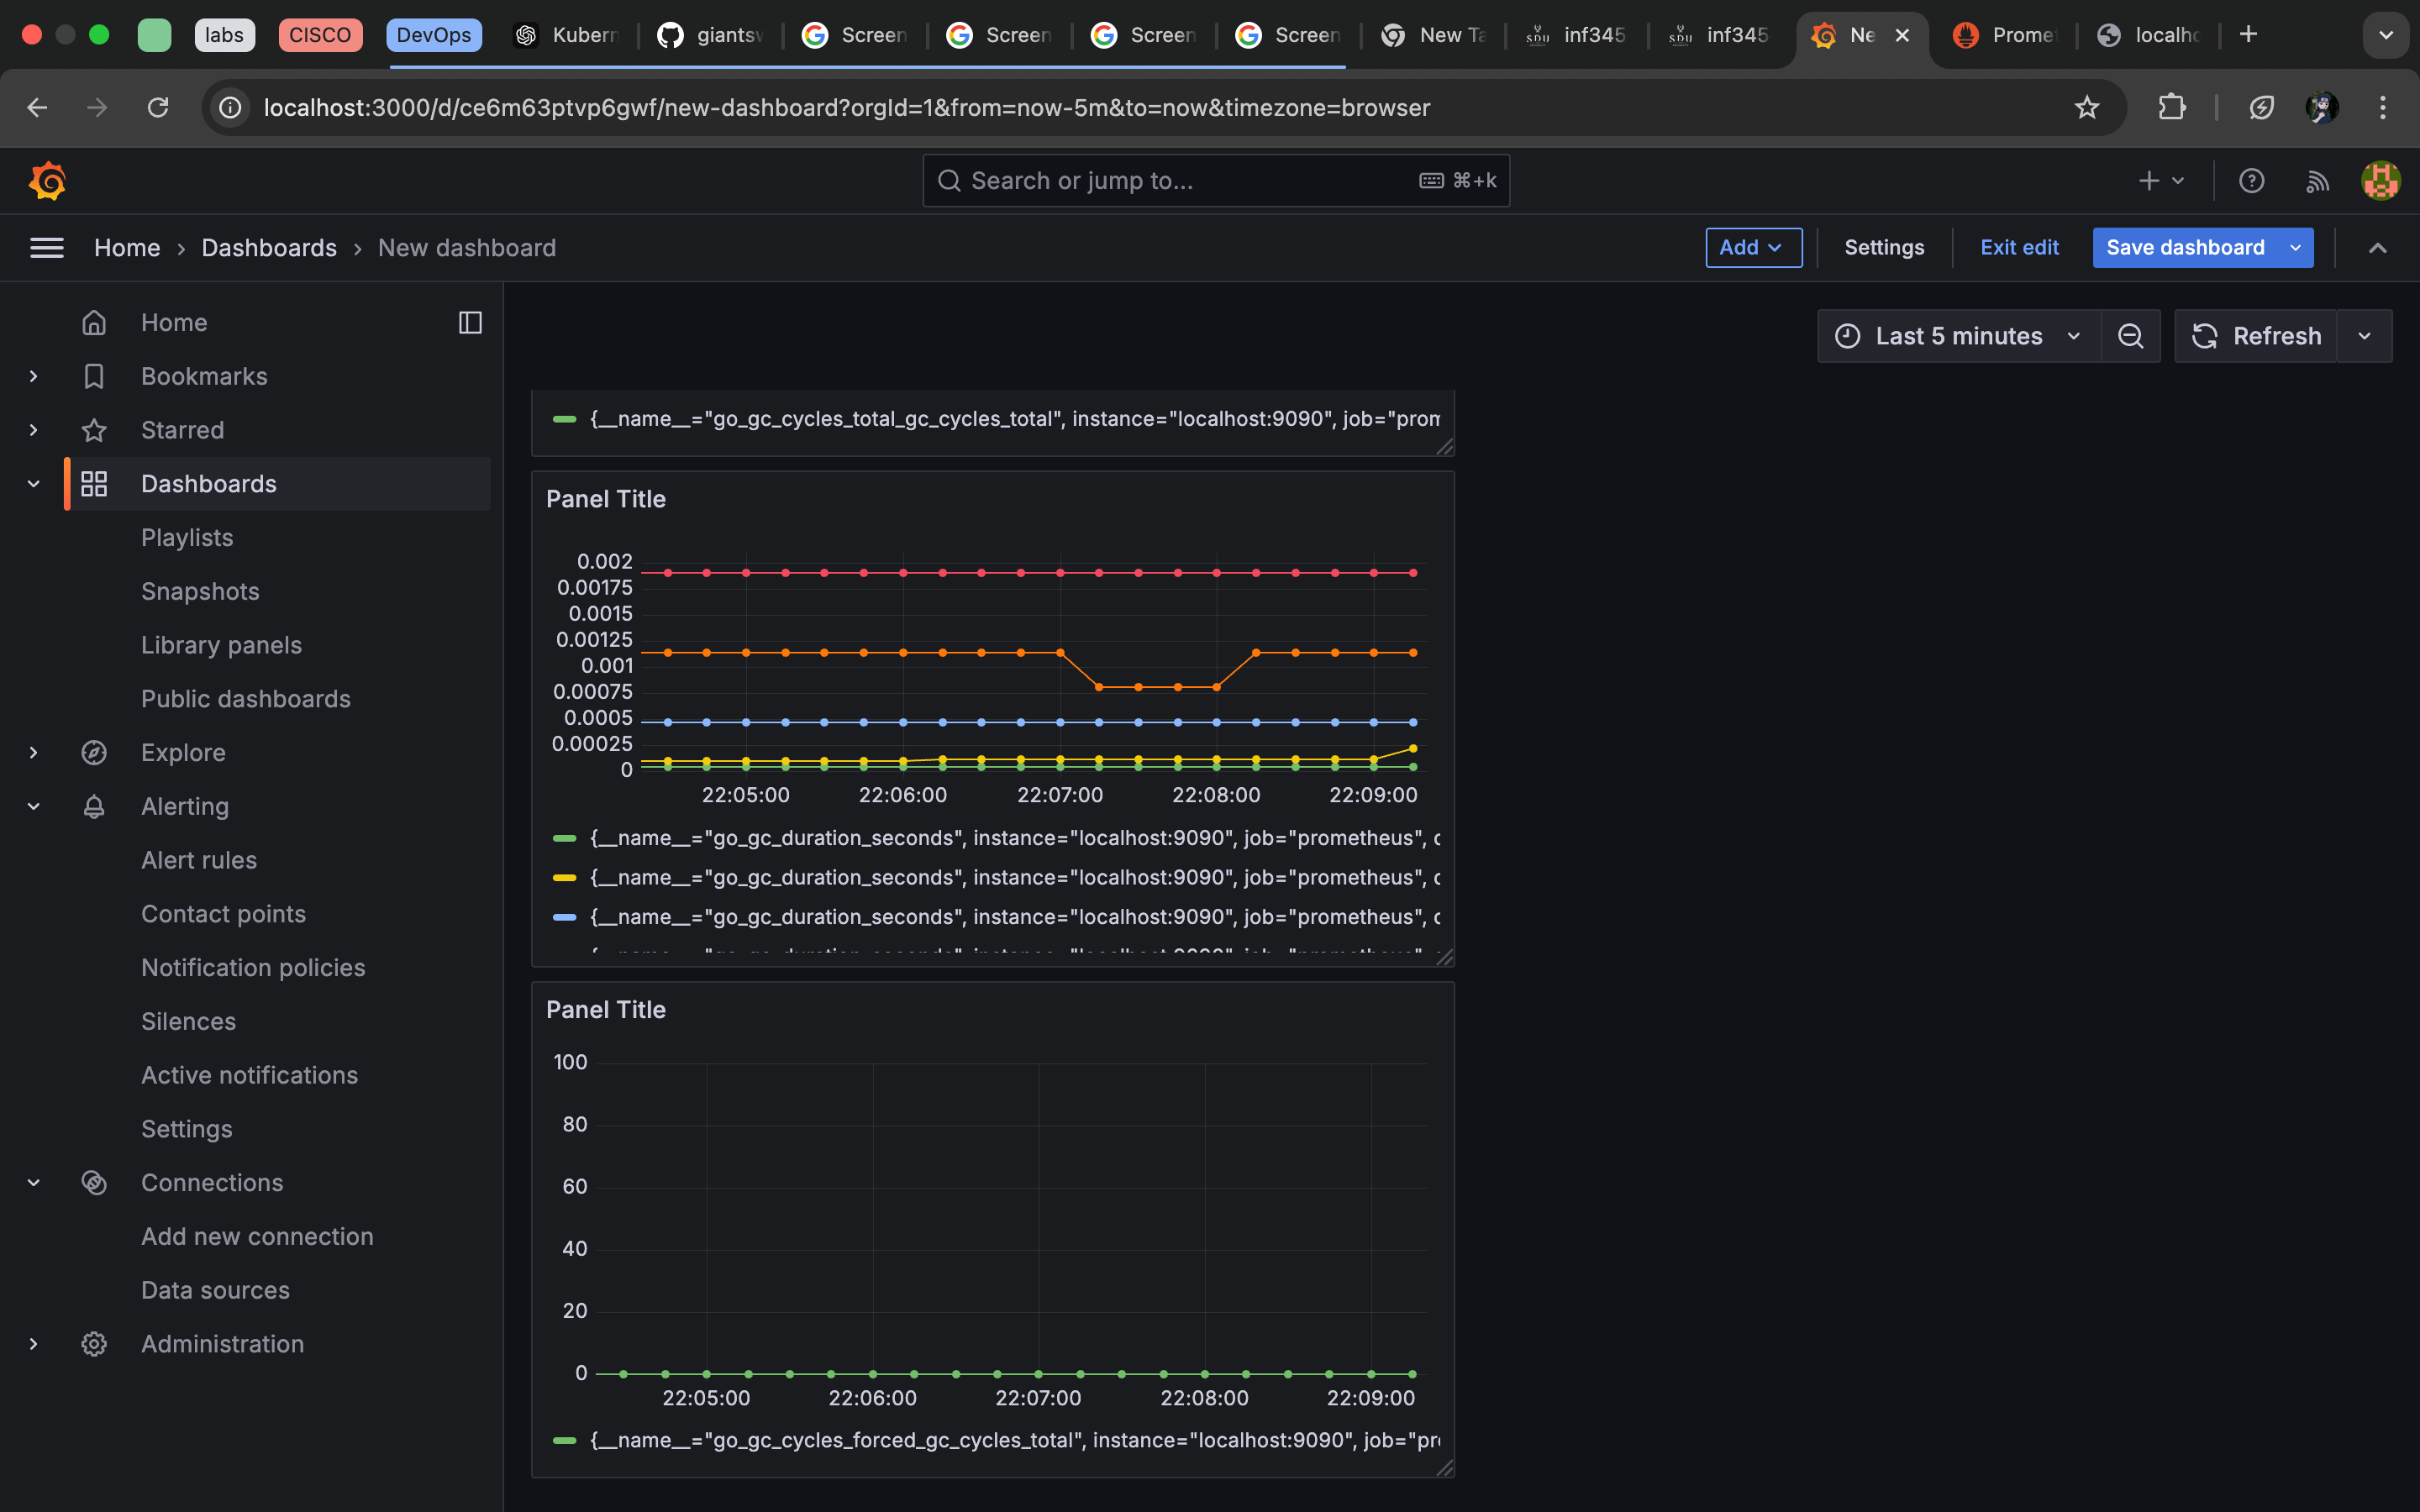 labs CISCO DevOps Kubern giantsw Screen Screen Screen Screen New Ta inf345 inf345 Ne Promet localho
localhost:3000/d/ce6m63ptvp6gwf/new-dashboard?orgId=1&from=now-5m&to=now&timezone=browser
Search or jump to... ⌘+k
Home › Dashboards › New dashboard Add Settings Exit edit Save dashboard
Last 5 minutes Refresh
Home
Bookmarks
Starred
Dashboards
Playlists
Snapshots
Library panels
Public dashboards
Explore
Alerting
Alert rules
Contact points
Notification policies
Silences
Active notifications
Settings
Connections
Add new connection
Data sources
Administration
{__name__="go_gc_cycles_total_gc_cycles_total", instance="localhost:9090", job="prom
Panel Title
0.002
0.00175
0.0015
0.00125
0.001
0.00075
0.0005
0.00025
0
22:05:00 22:06:00 22:07:00 22:08:00 22:09:00
{__name__="go_gc_duration_seconds", instance="localhost:9090", job="prometheus", 
{__name__="go_gc_duration_seconds", instance="localhost:9090", job="prometheus", 
{__name__="go_gc_duration_seconds", instance="localhost:9090", job="prometheus", 
Panel Title
100
80
60
40
20
0
22:05:00 22:06:00 22:07:00 22:08:00 22:09:00
{__name__="go_gc_cycles_forced_gc_cycles_total", instance="localhost:9090", job="pr